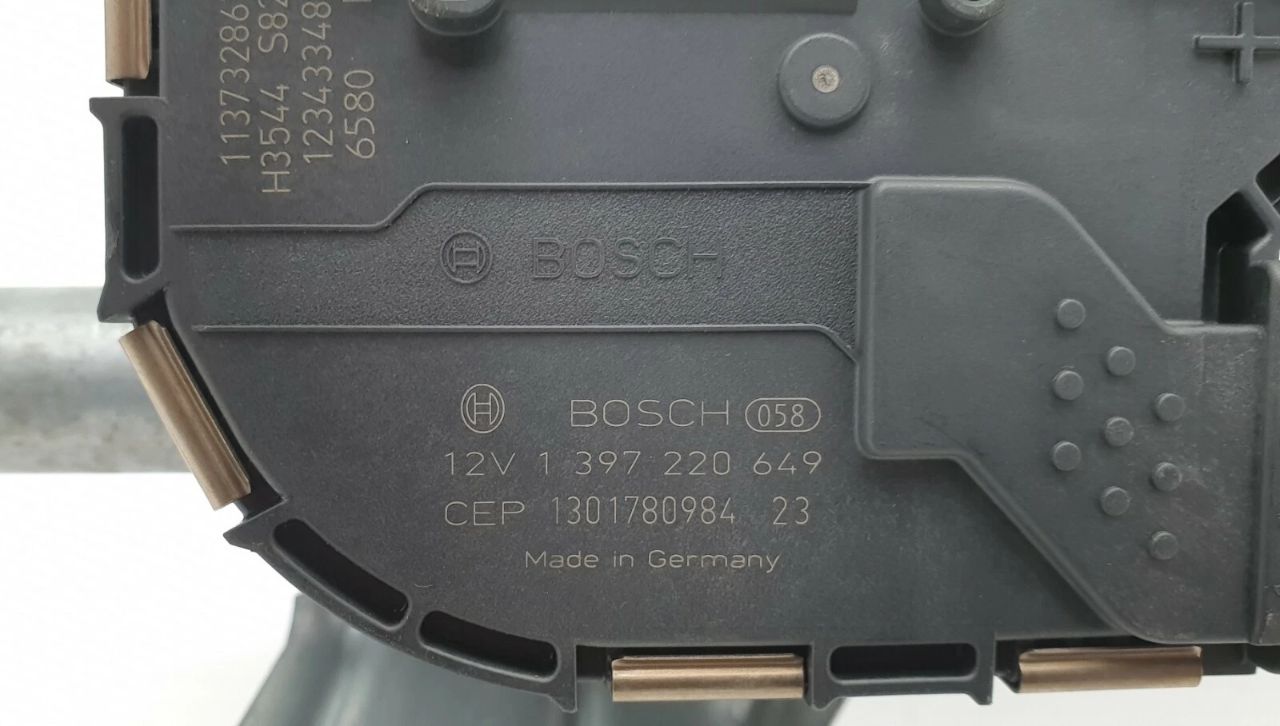 H3544
6580
BOSCH
BOSCH 058
12V 1 397 220 649
CEP 1301780984 23
Made in Germany